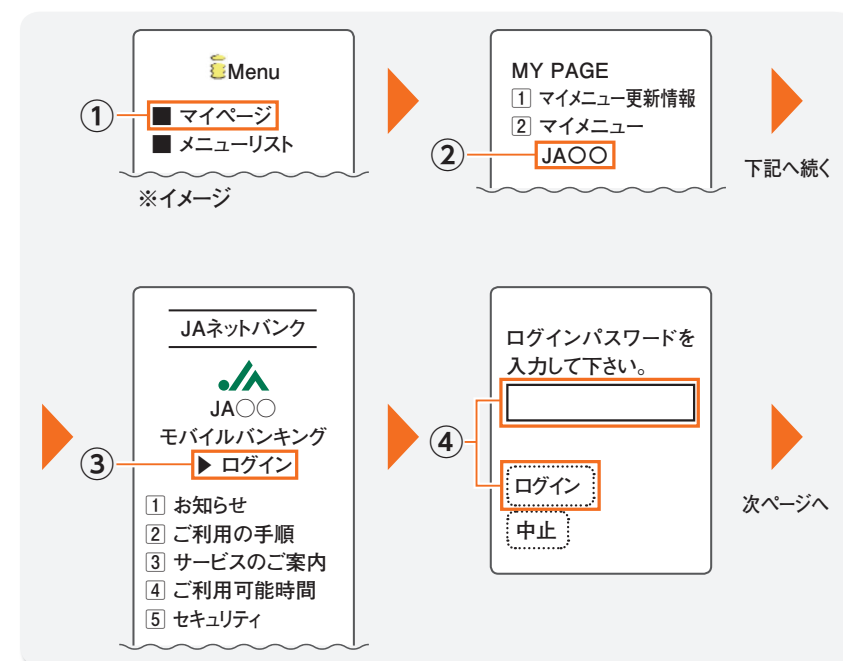 Menu
① ■ マイページ
■ メニューリスト
※イメージ
MY PAGE
1 マイメニュー更新情報
2 マイメニュー
② JA○○
下記へ続く
JAネットバンク
JA
JA○○
モバイルバンキング
③ ▶ ログイン
1 お知らせ
2 ご利用の手順
3 サービスのご案内
4 ご利用可能時間
5 セキュリティ
ログインパスワードを
入力して下さい。
④
ログイン
中止
次ページへ